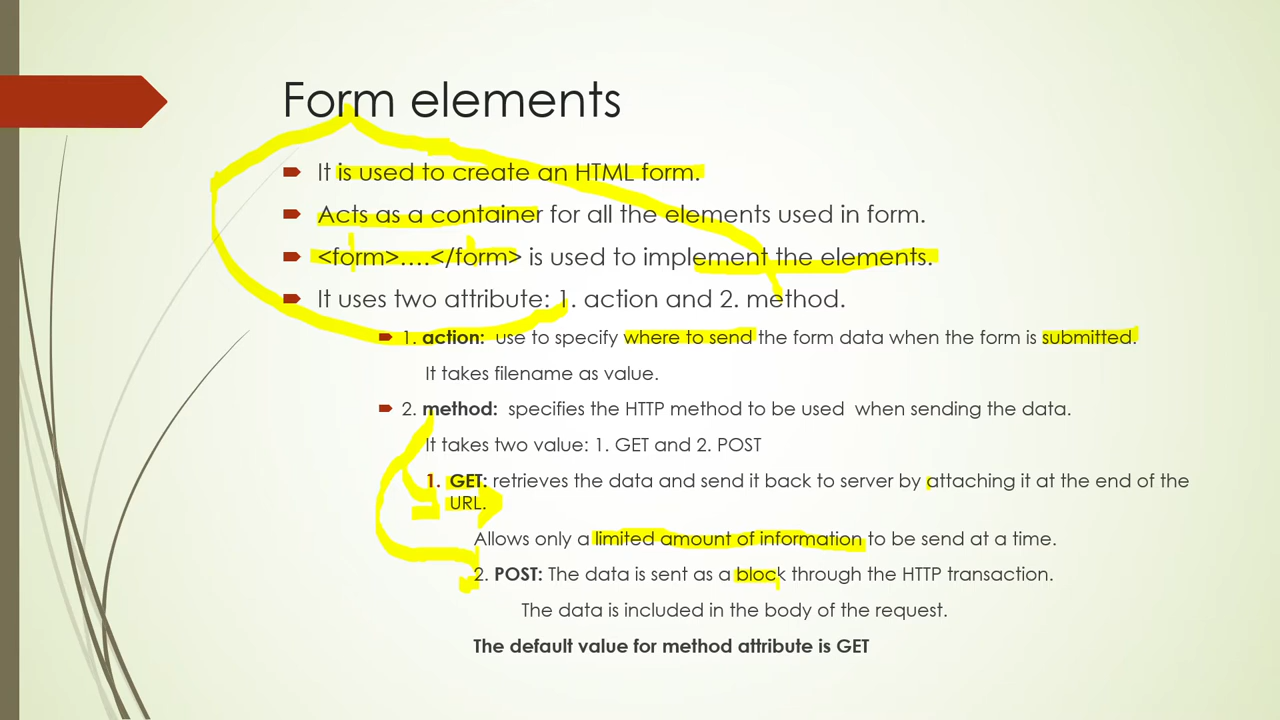 Form elements
It is used to create an HTML form.
Acts as a container for all the elements used in form.
<form>....</form> is used to implement the elements.
It uses two attribute: 1. action and 2. method.
1. action: use to specify where to send the form data when the form is submitted.
It takes filename as value.
2. method: specifies the HTTP method to be used when sending the data.
It takes two value: 1. GET and 2. POST
1. GET: retrieves the data and send it back to server by attaching it at the end of the
URL.
Allows only a limited amount of information to be send at a time.
2. POST: The data is sent as a block through the HTTP transaction.
The data is included in the body of the request.
The default value for method attribute is GET